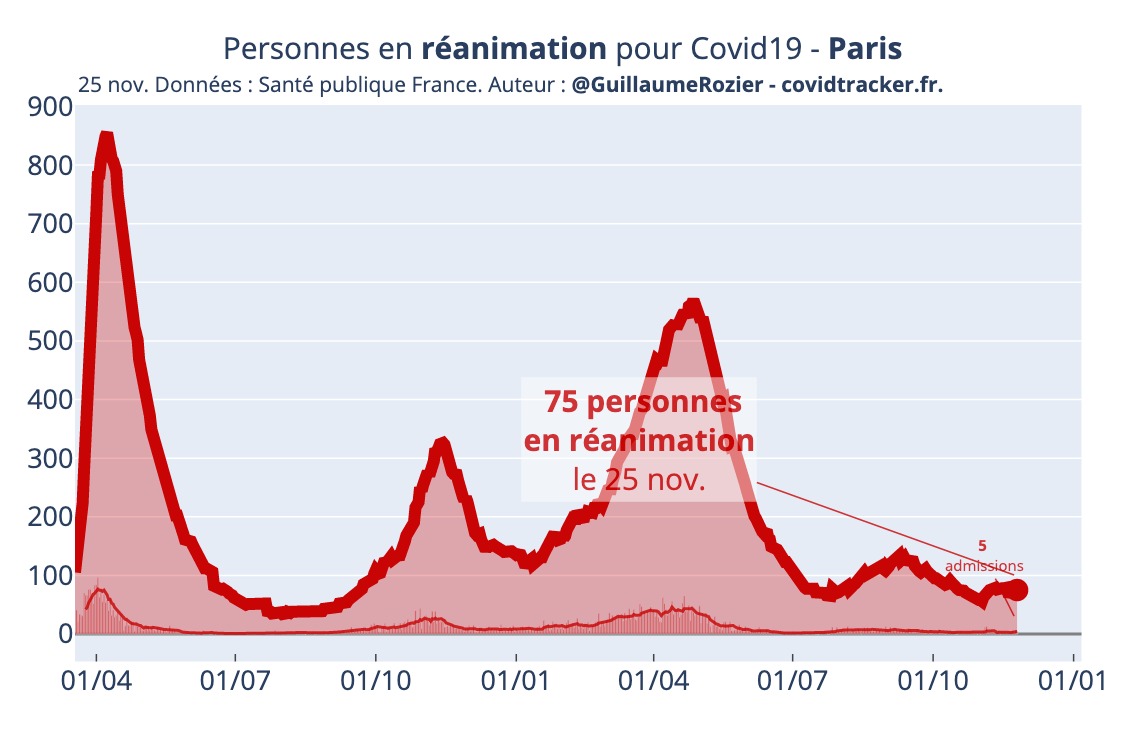 Personnes en réanimation pour Covid19 - Paris
25 nov. Données : Santé publique France. Auteur : @GuillaumeRozier - covidtracker.fr.
900
800
700
600
500
400
300
200
100
0
75 personnes
en réanimation
le 25 nov.
5
admissions
01/04 01/07 01/10 01/01 01/04 01/07 01/10 01/01